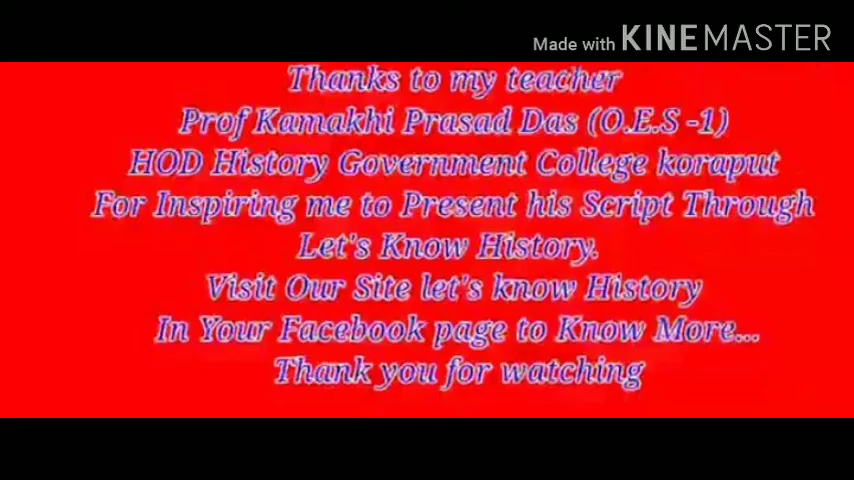 Made with KINEMASTER
Thanks to my teacher
Prof Kamakhi Prasad Das (O.E.S -1)
HOD History Government College koraput
For Inspiring me to Present his Script Through
Let's Know History.
Visit Our Site let's know History
In Your Facebook page to Know More...
Thank you for watching